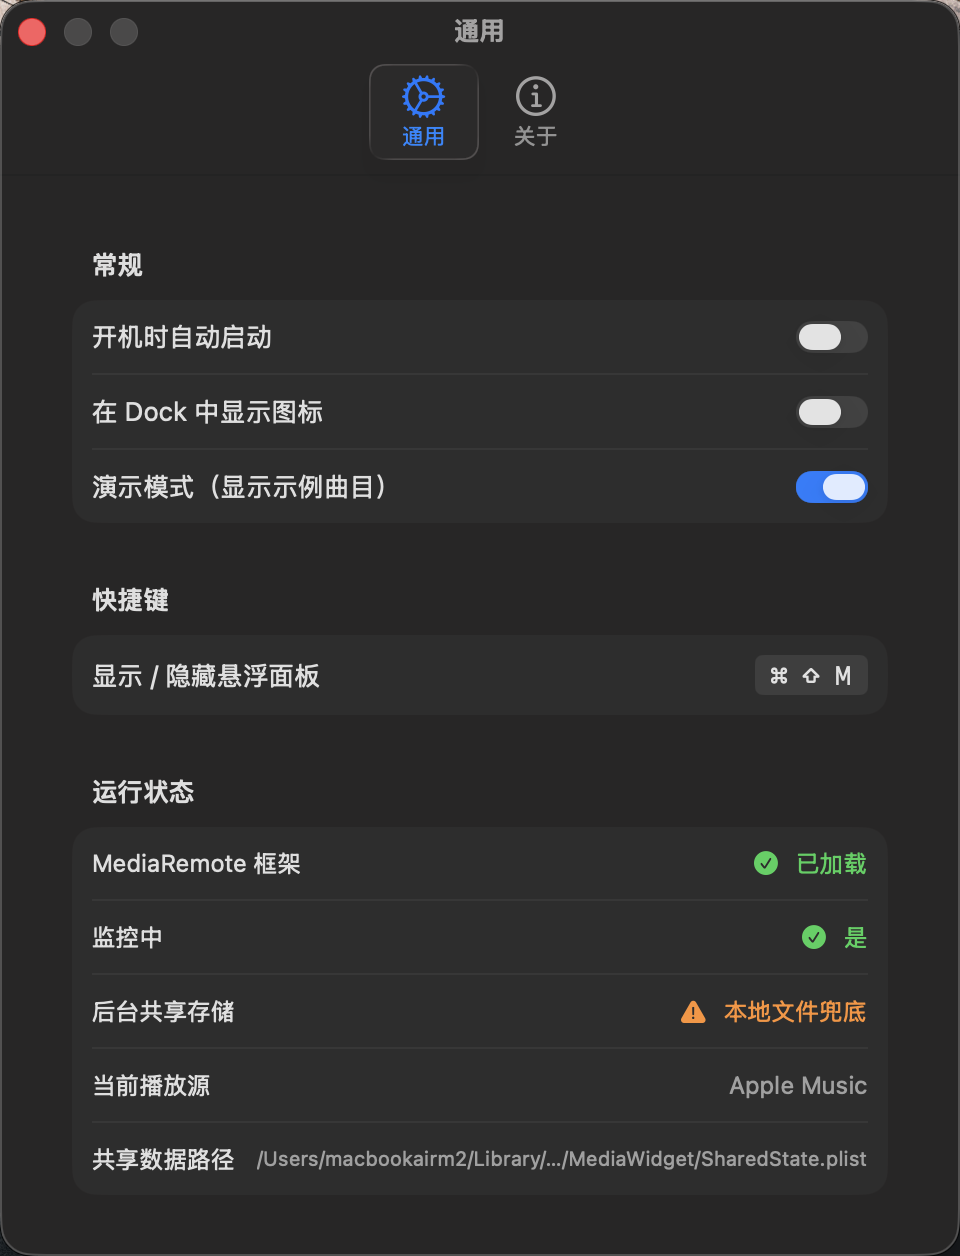 通用
通用
关于
常规
开机时自动启动
在 Dock 中显示图标
演示模式（显示示例曲目）
快捷键
显示 / 隐藏悬浮面板
⌘ ⇧ M
运行状态
MediaRemote 框架 已加载
监控中 是
后台共享存储 本地文件兜底
当前播放源 Apple Music
共享数据路径 /Users/macbookairm2/Library/.../MediaWidget/SharedState.plist